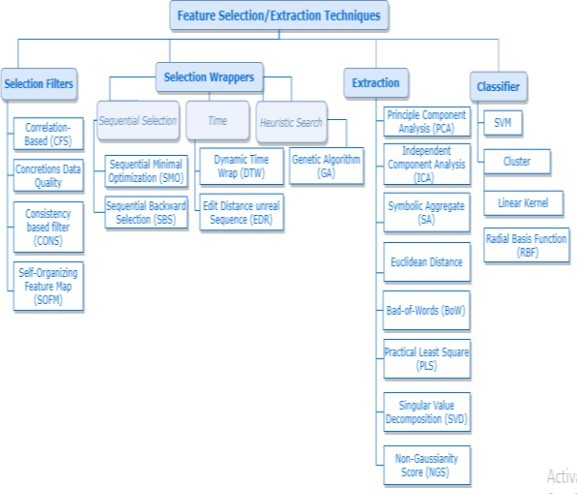 Feature Selection/Extraction Techniques
Selection Filters
Correlation-
Based (CFS)
Concretions Data
Quality
Consistency
based filter
(CONS)
Self-Organizing
Feature Map
(SOFM)
Selection Wrappers
Sequential Selection
Sequential Minimal
Optimization (SMO)
Sequential Backward
Selection (SBS)
Time
Dynamic Time
Wrap (DTW)
Edit Distance unreal
Sequence (EDR)
Heuristic Search
Genetic Algorithm
(GA)
Extraction
Principle Component
Analysis (PCA)
Independent
Component Analysis
(ICA)
Symbolic Aggregate
(SA)
Euclidean Distance
Bad-of-Words (BoW)
Practical Least Square
(PLS)
Singular Value
Decomposition (SVD)
Non-Gaussianity
Score (NGS)
Classifier
SVM
Cluster
Linear Kernel
Radial Basis Function
(RBF)